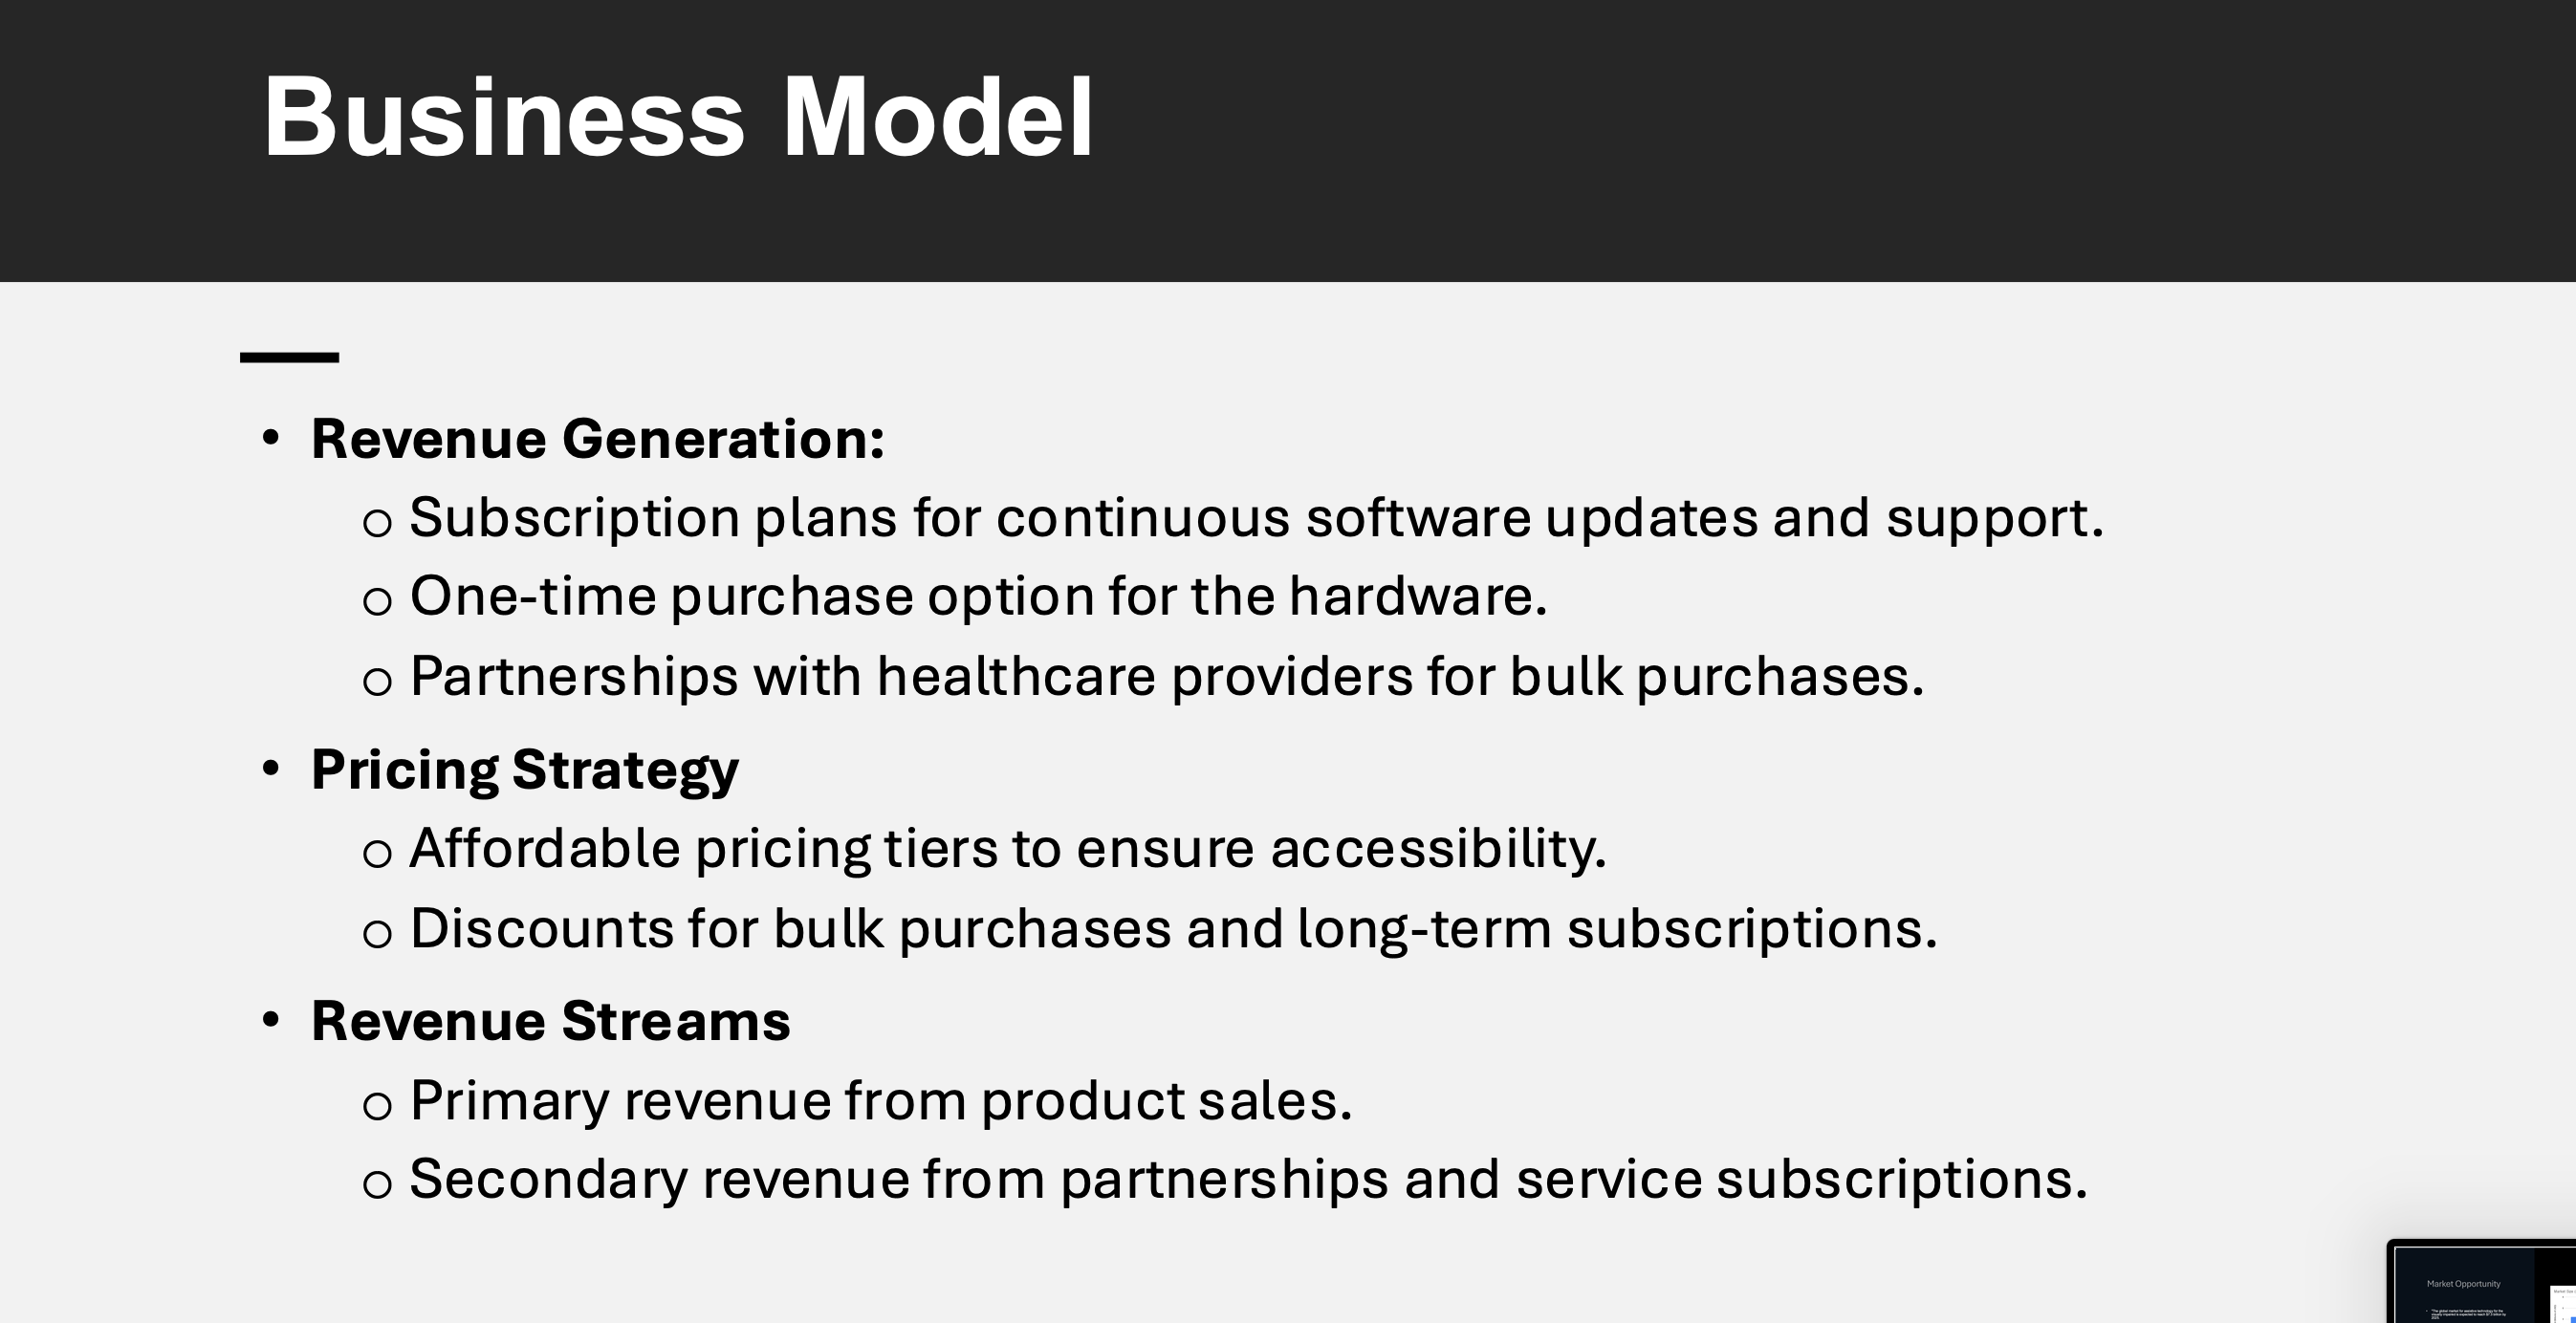 Business Model
• Revenue Generation:
o Subscription plans for continuous software updates and support.
o One-time purchase option for the hardware.
o Partnerships with healthcare providers for bulk purchases.
• Pricing Strategy
o Affordable pricing tiers to ensure accessibility.
o Discounts for bulk purchases and long-term subscriptions.
• Revenue Streams
o Primary revenue from product sales.
o Secondary revenue from partnerships and service subscriptions.
Market Opportunity